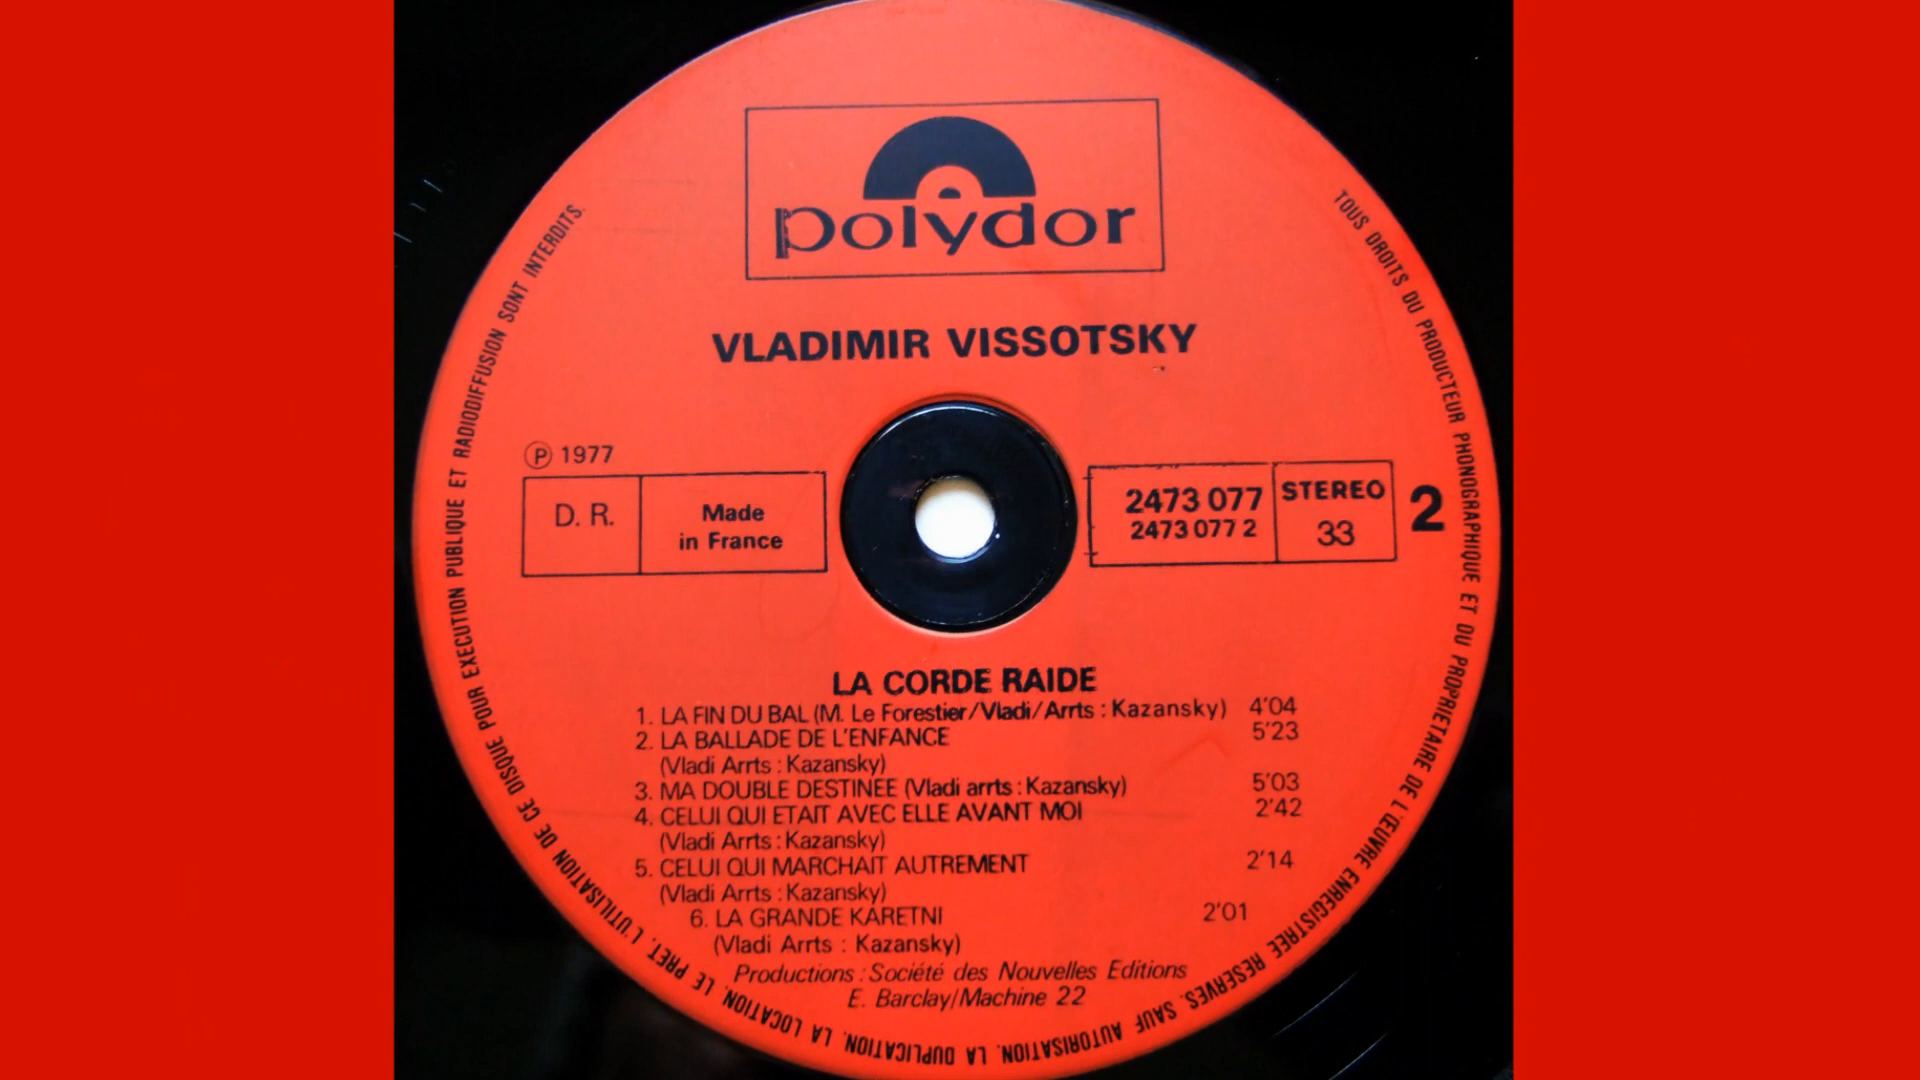 polydor
VLADIMIR VISSOTSKY
℗ 1977
D. R.
Made
in France
2473 077
2473 077 2
STEREO
33
2
LA CORDE RAIDE
1. LA FIN DU BAL (M. Le Forestier/Vladi/Arrts : Kazansky) 4'04
2. LA BALLADE DE L'ENFANCE 5'23
(Vladi Arrts : Kazansky)
3. MA DOUBLE DESTINEE (Vladi arrts : Kazansky) 5'03
4. CELUI QUI ETAIT AVEC ELLE AVANT MOI 2'42
(Vladi Arrts : Kazansky)
5. CELUI QUI MARCHAIT AUTREMENT 2'14
(Vladi Arrts : Kazansky)
6. LA GRANDE KARETNI 2'01
(Vladi Arrts : Kazansky)
Productions : Société des Nouvelles Editions
E. Barclay/Machine 22
TOUS DROITS DU PRODUCTEUR PHONOGRAPHIQUE ET DU PROPRIETAIRE DE L'ŒUVRE ENREGISTREE RESERVES. SAUF AUTORISATION. LA DUPLICATION. LA LOCATION. LE PRET. L'UTILISATION DE CE DISQUE POUR EXECUTION PUBLIQUE ET RADIODIFFUSION SONT INTERDITS.